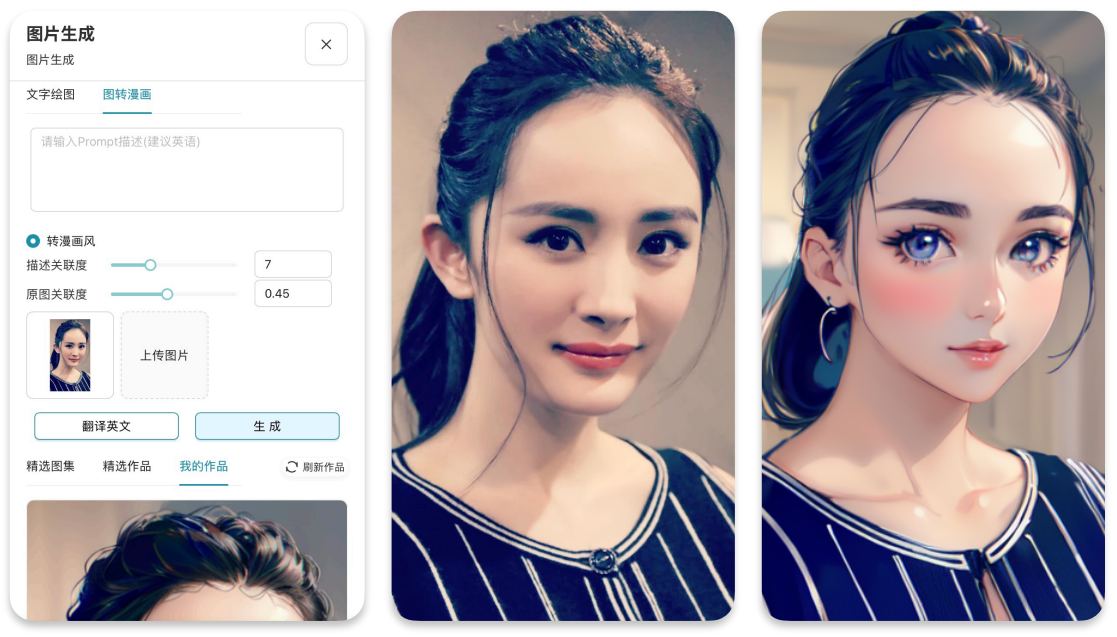 图片生成
图片生成
文字绘图 图转漫画
请输入Prompt描述(建议英语)
转漫画风
描述关联度 7
原图关联度 0.45
上传图片
翻译英文 生 成
精选图集 精选作品 我的作品 刷新作品